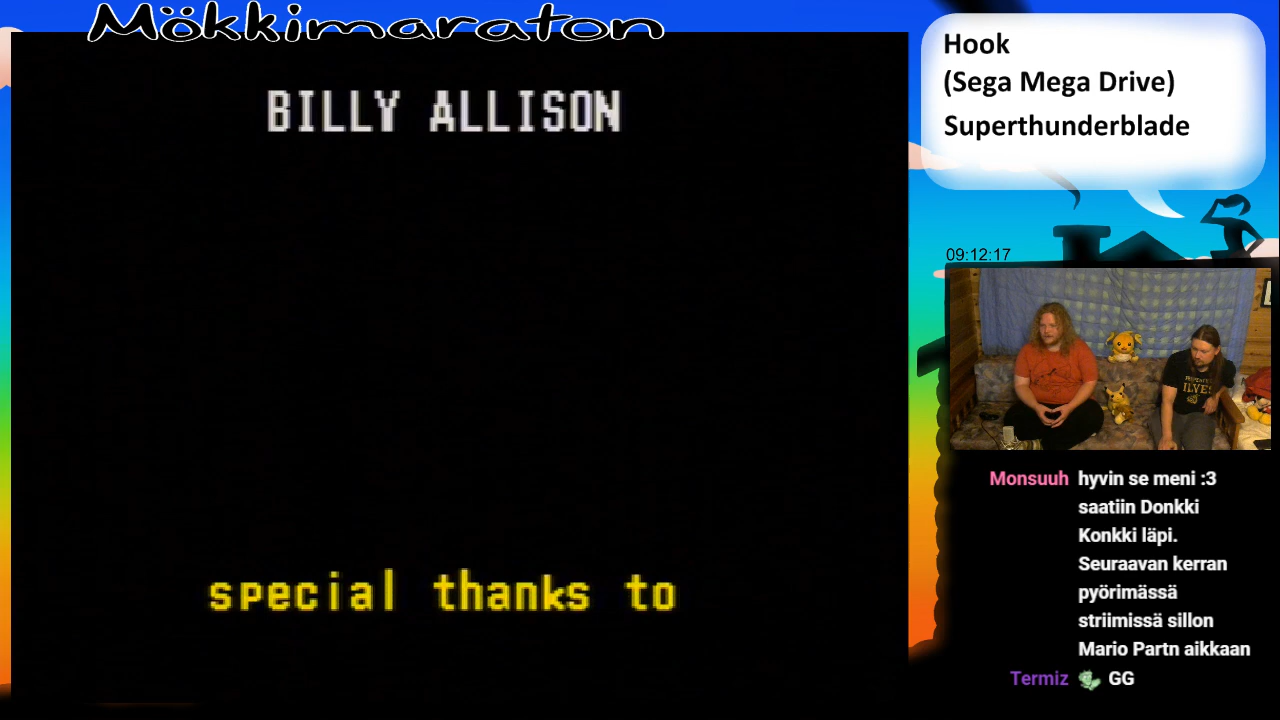 Mökkimaraton
BILLY ALLISON
special thanks to
Hook
(Sega Mega Drive)
Superthunderblade
09:12:17
ILVES
Monsuuh hyvin se meni :3
saatiin Donkki
Konkki läpi.
Seuraavan kerran
pyörimässä
striimissä sillon
Mario Partn aikkaan
Termiz GG